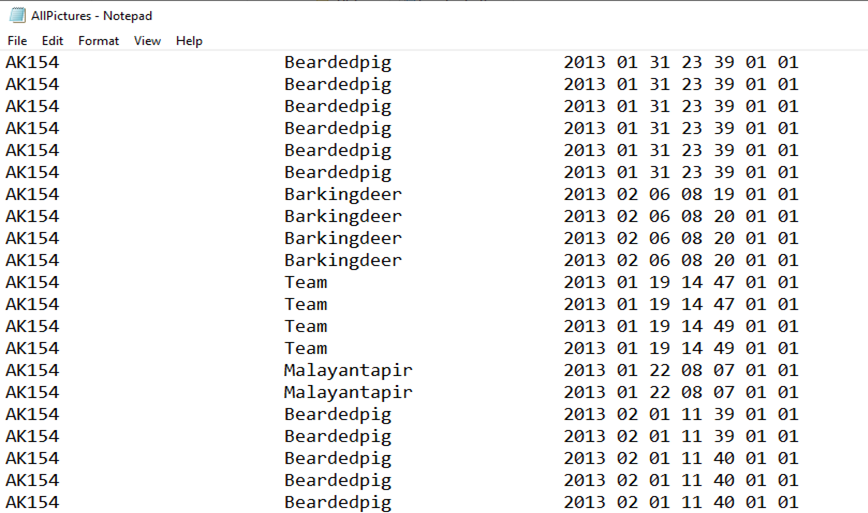 AllPictures - Notepad
File Edit Format View Help
AK154 Beardedpig 2013 01 31 23 39 01 01
AK154 Beardedpig 2013 01 31 23 39 01 01
AK154 Beardedpig 2013 01 31 23 39 01 01
AK154 Beardedpig 2013 01 31 23 39 01 01
AK154 Beardedpig 2013 01 31 23 39 01 01
AK154 Beardedpig 2013 01 31 23 39 01 01
AK154 Barkingdeer 2013 02 06 08 19 01 01
AK154 Barkingdeer 2013 02 06 08 20 01 01
AK154 Barkingdeer 2013 02 06 08 20 01 01
AK154 Barkingdeer 2013 02 06 08 20 01 01
AK154 Team 2013 01 19 14 47 01 01
AK154 Team 2013 01 19 14 47 01 01
AK154 Team 2013 01 19 14 49 01 01
AK154 Team 2013 01 19 14 49 01 01
AK154 Malayantapir 2013 01 22 08 07 01 01
AK154 Malayantapir 2013 01 22 08 07 01 01
AK154 Beardedpig 2013 02 01 11 39 01 01
AK154 Beardedpig 2013 02 01 11 39 01 01
AK154 Beardedpig 2013 02 01 11 40 01 01
AK154 Beardedpig 2013 02 01 11 40 01 01
AK154 Beardedpig 2013 02 01 11 40 01 01